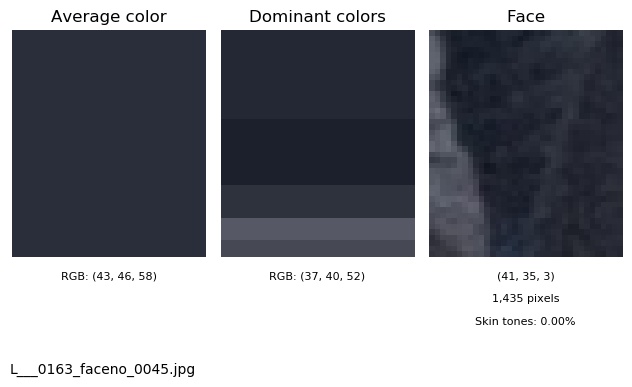 Average color
Dominant colors
Face
RGB: (43, 46, 58)
RGB: (37, 40, 52)
(41, 35, 3)
1,435 pixels
Skin tones: 0.00%
L___0163_faceno_0045.jpg